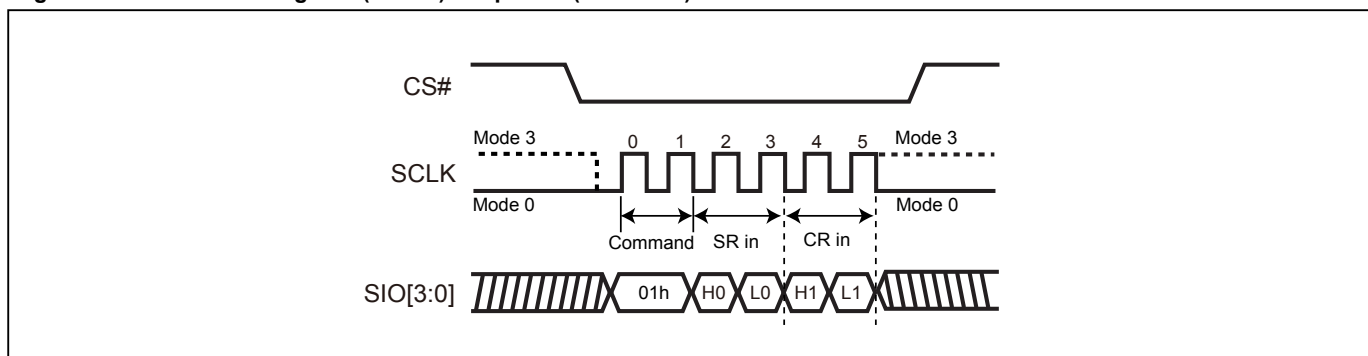 CS#
Mode 3 0 1 2 3 4 5 Mode 3
SCLK
Mode 0 Mode 0
Command SR in CR in
SIO[3:0] 01h H0 L0 H1 L1